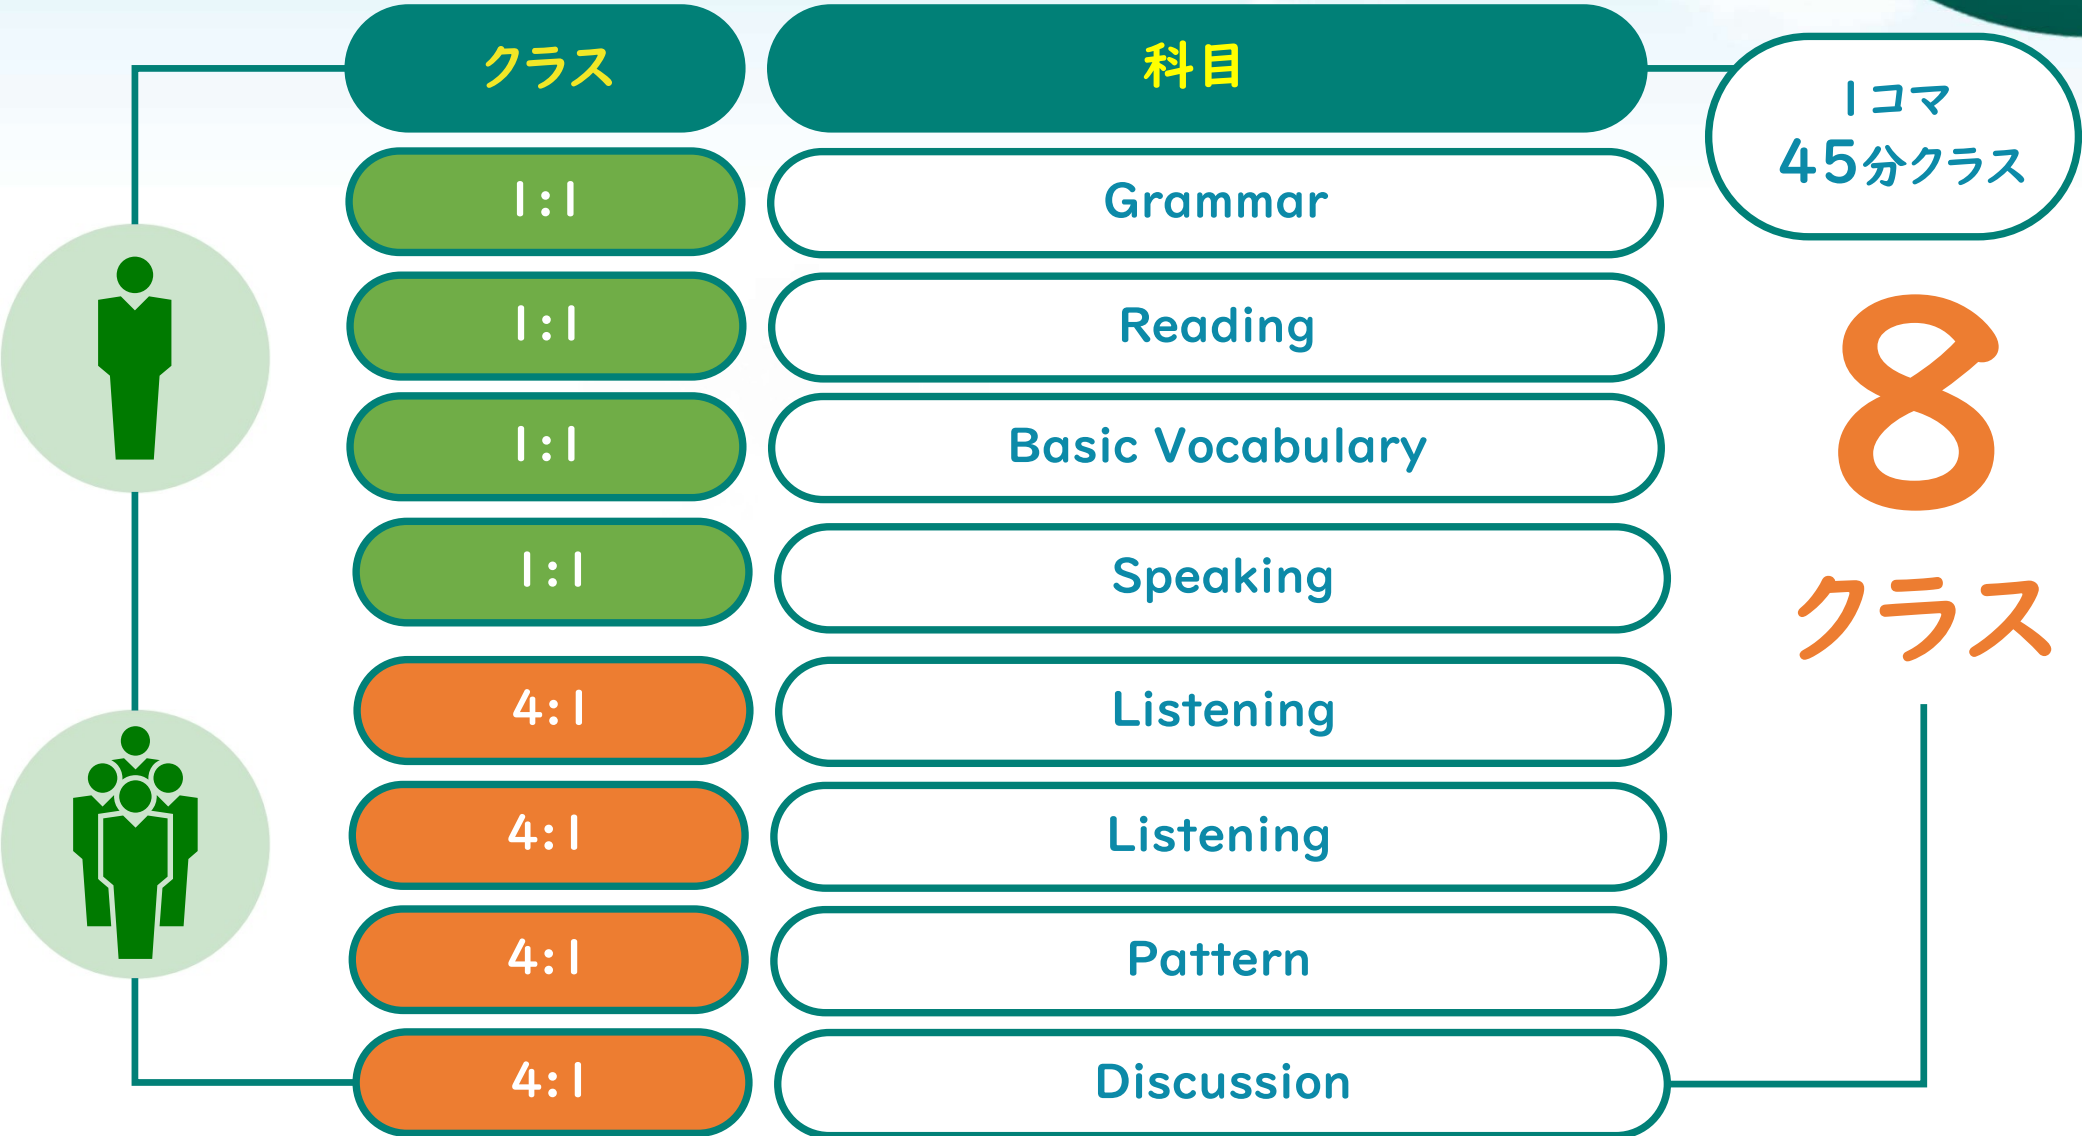 クラス 科目
1コマ
45分クラス
1:1 Grammar
1:1 Reading
1:1 Basic Vocabulary
1:1 Speaking
4:1 Listening
4:1 Listening
4:1 Pattern
4:1 Discussion
8
クラス